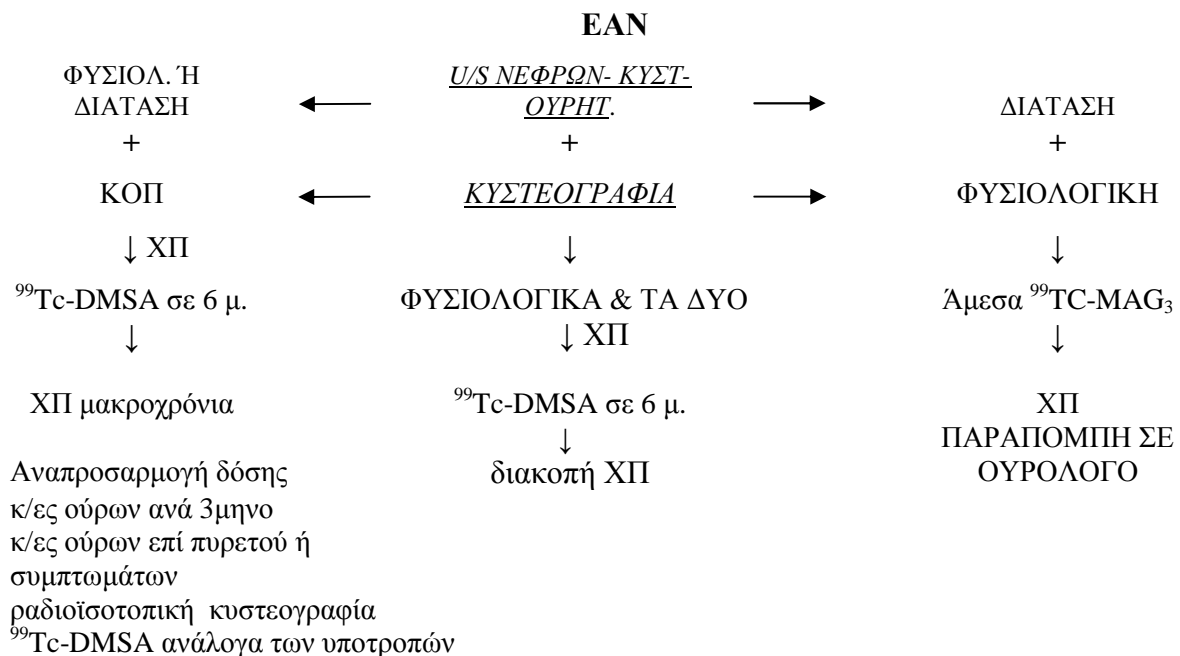 ΕΑΝ
ΦΥΣΙΟΛ. Ή
ΔΙΑΤΑΣΗ
+
ΚΟΠ
↓ ΧΠ
⁹⁹Tc-DMSA σε 6 μ.
↓
ΧΠ μακροχρόνια
Αναπροσαρμογή δόσης
κ/ες ούρων ανά 3μηνο
κ/ες ούρων επί πυρετού ή
συμπτωμάτων
ραδιοϊσοτοπική κυστεογραφία
⁹⁹Tc-DMSA ανάλογα των υποτροπών
←
U/S ΝΕΦΡΩΝ- ΚΥΣΤ-
ΟΥΡΗΤ.
→
+
← ΚΥΣΤΕΟΓΡΑΦΙΑ →
↓
ΦΥΣΙΟΛΟΓΙΚΑ & ΤΑ ΔΥΟ
↓ ΧΠ
⁹⁹Tc-DMSA σε 6 μ.
↓
διακοπή ΧΠ
ΔΙΑΤΑΣΗ
+
ΦΥΣΙΟΛΟΓΙΚΗ
↓
Άμεσα ⁹⁹TC-MAG₃
↓
ΧΠ
ΠΑΡΑΠΟΜΠΗ ΣΕ
ΟΥΡΟΛΟΓΟ